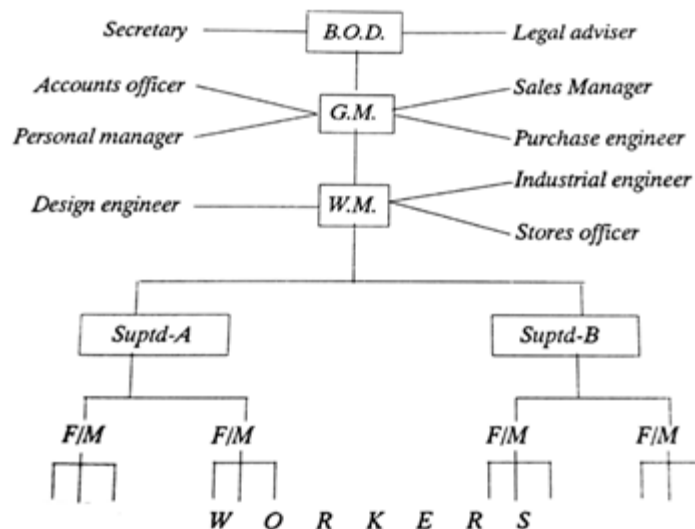 Secretary B.O.D. Legal adviser
Accounts officer Sales Manager
G.M.
Personal manager Purchase engineer
Industrial engineer
Design engineer W.M.
Stores officer
Suptd-A Suptd-B
F/M F/M F/M F/M
W O R K E R S